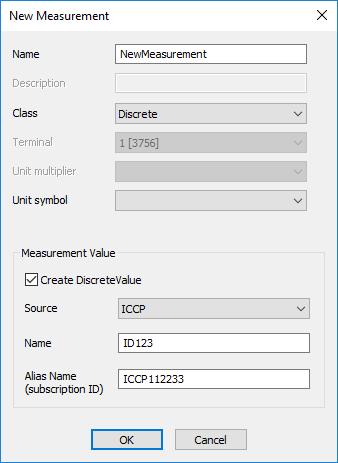 New Measurement
Name NewMeasurement
Description
Class Discrete
Terminal 1 [3756]
Unit multiplier
Unit symbol
Measurement Value
Create DiscreteValue
Source ICCP
Name ID123
Alias Name
(subscription ID) ICCP112233
OK Cancel